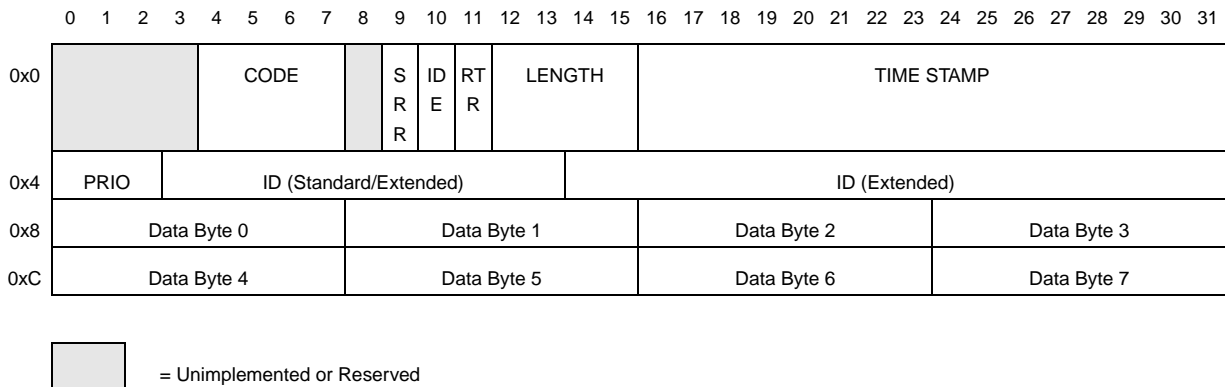 0 1 2 3 4 5 6 7 8 9 10 11 12 13 14 15 16 17 18 19 20 21 22 23 24 25 26 27 28 29 30 31
0x0 CODE S ID RT LENGTH TIME STAMP
R E R
R
0x4 PRIO ID (Standard/Extended) ID (Extended)
0x8 Data Byte 0 Data Byte 1 Data Byte 2 Data Byte 3
0xC Data Byte 4 Data Byte 5 Data Byte 6 Data Byte 7
= Unimplemented or Reserved